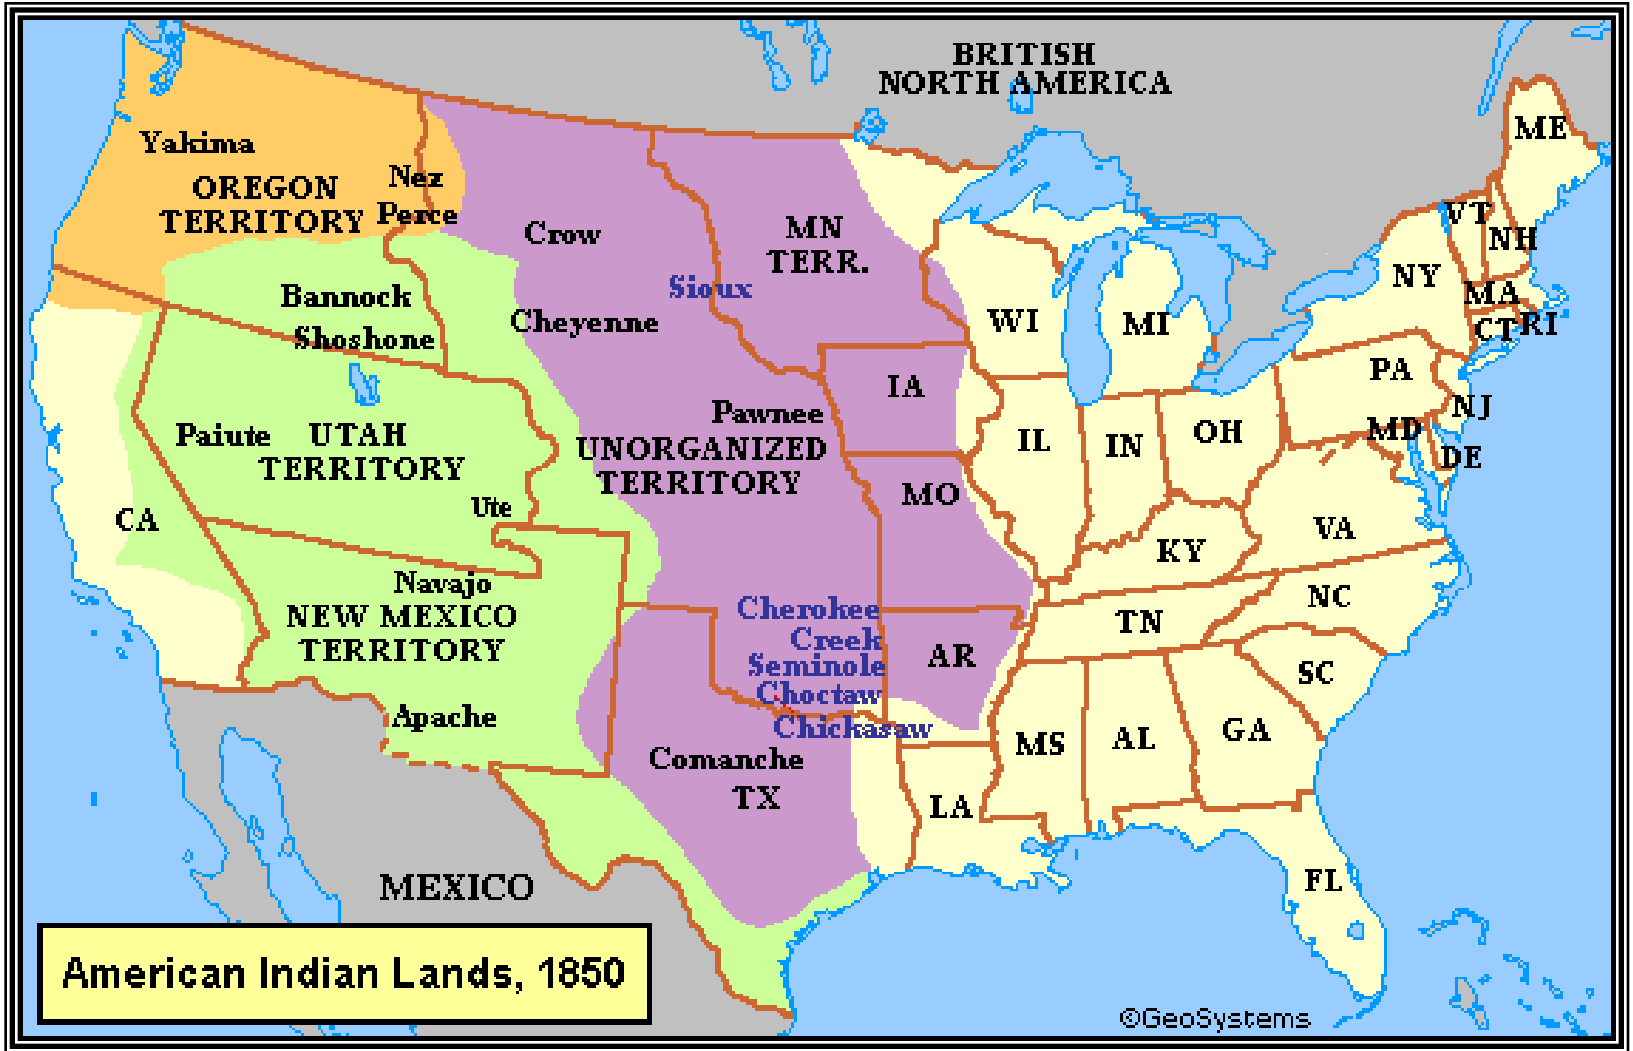 BRITISH
NORTH AMERICA
ME
Yakima
Nez
Perce
OREGON
TERRITORY
VT
NH
Crow
MN
TERR.
NY
Sioux
MA
Bannock
Shoshone
Cheyenne
WI
MI
CT
RI
IA
PA
NJ
Pawnee
Paiute
UTAH
TERRITORY
UNORGANIZED
TERRITORY
IL
IN
OH
MD
DE
MO
Ute
CA
VA
KY
Navajo
NEW MEXICO
TERRITORY
Cherokee
Creek
Seminole
Choctaw
Chickasaw
NC
TN
AR
SC
Apache
Comanche
TX
MS
AL
GA
LA
MEXICO
FL
American Indian Lands, 1850
©GeoSystems